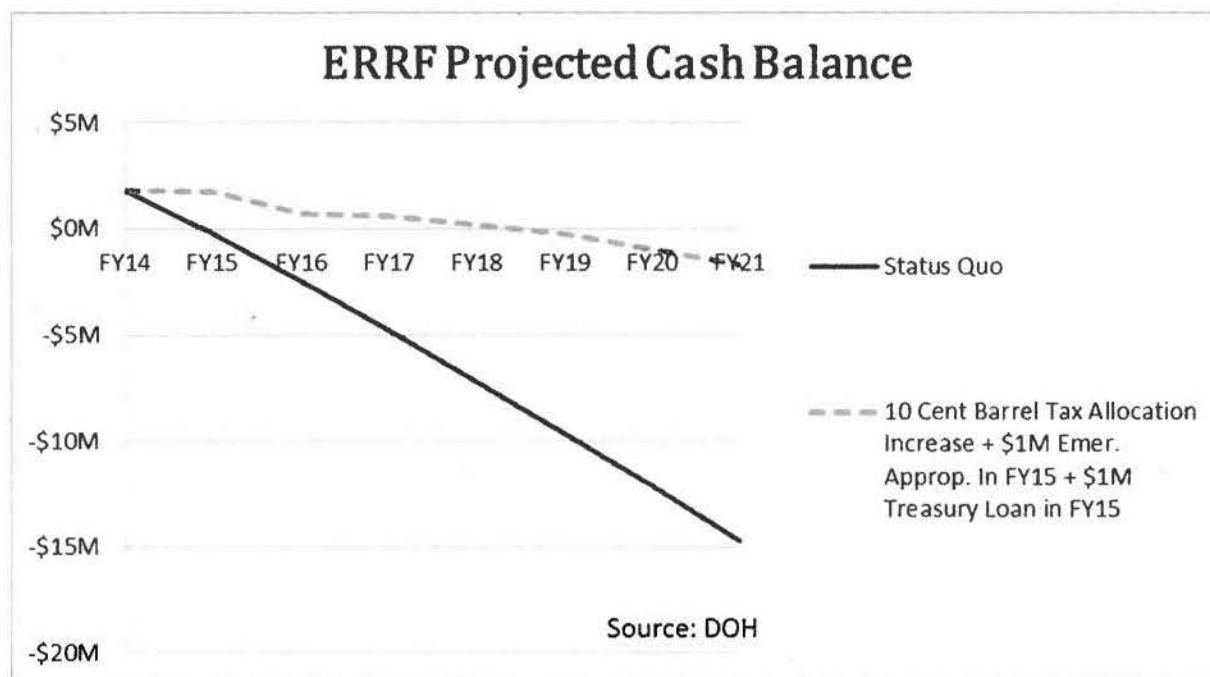 ERRF Projected Cash Balance
$5M
$0M
FY14 FY15 FY16 FY17 FY18 FY19 FY20 FY21
-$5M
-$10M
-$15M
-$20M
Status Quo
10 Cent Barrel Tax Allocation
Increase + $1M Emer.
Approp. In FY15 + $1M
Treasury Loan in FY15
Source: DOH